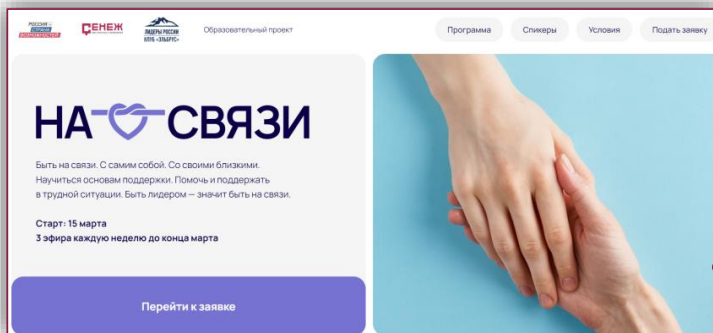 РОССИЯ —
СТРАНА
ВОЗМОЖНОСТЕЙ
СЕНЕЖ
ЛИДЕРЫ РОССИИ
КЛУБ «ЭЛЬБРУС»
Образовательный проект
Программа
Спикеры
Условия
Подать заявку
НА СВЯЗИ
Быть на связи. С самим собой. Со своими близкими.
Научиться основам поддержки. Помочь и поддержать
в трудной ситуации. Быть лидером — значит быть на связи.
Старт: 15 марта
3 эфира каждую неделю до конца марта
Перейти к заявке